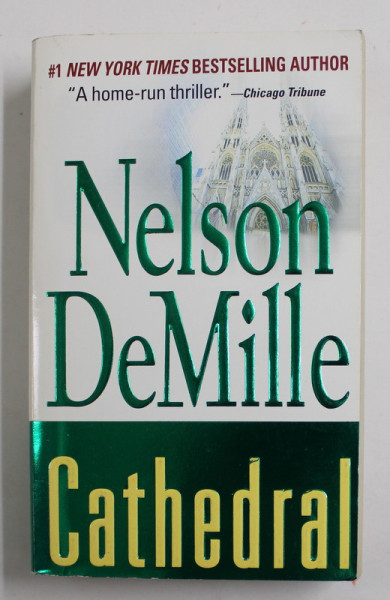 #1 NEW YORK TIMES BESTSELLING AUTHOR
“A home-run thriller.”—Chicago Tribune
Nelson
DeMille
Cathedral